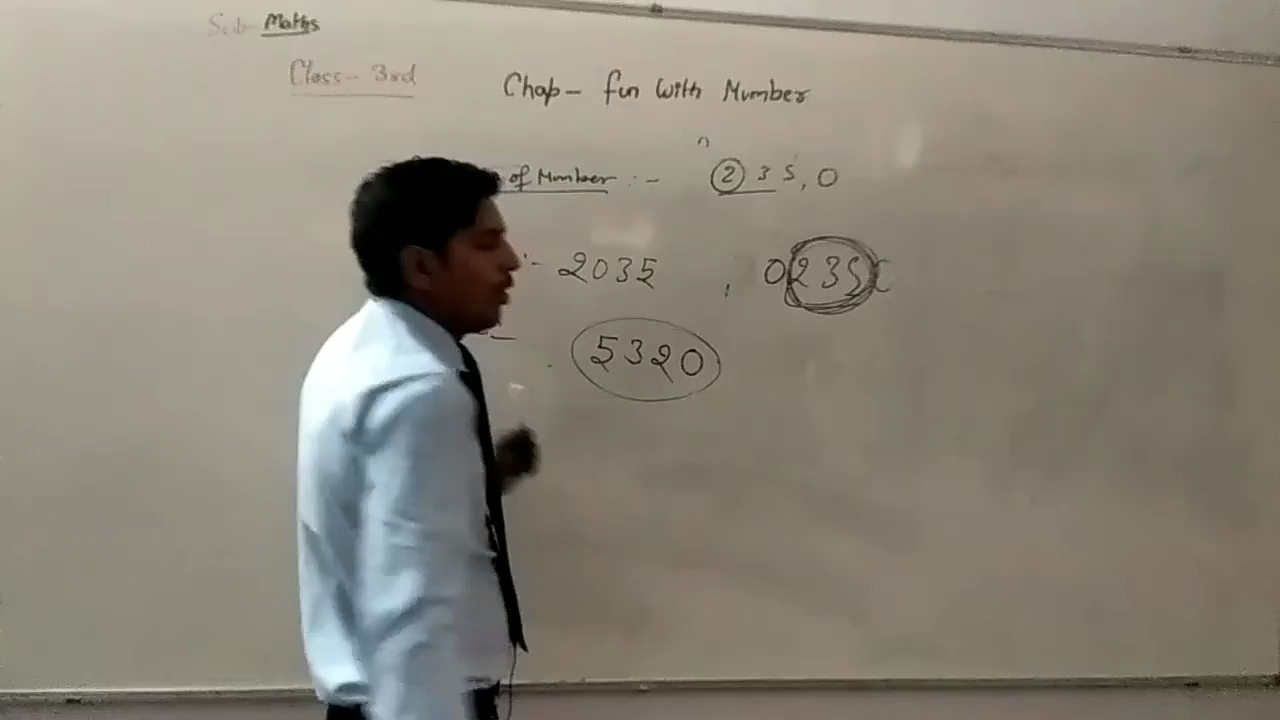 Sub- Maths
Class- 3rd
Chap- fun With Number
of Number :- 2 3 5, 0
:- 2035 , 0235
5320